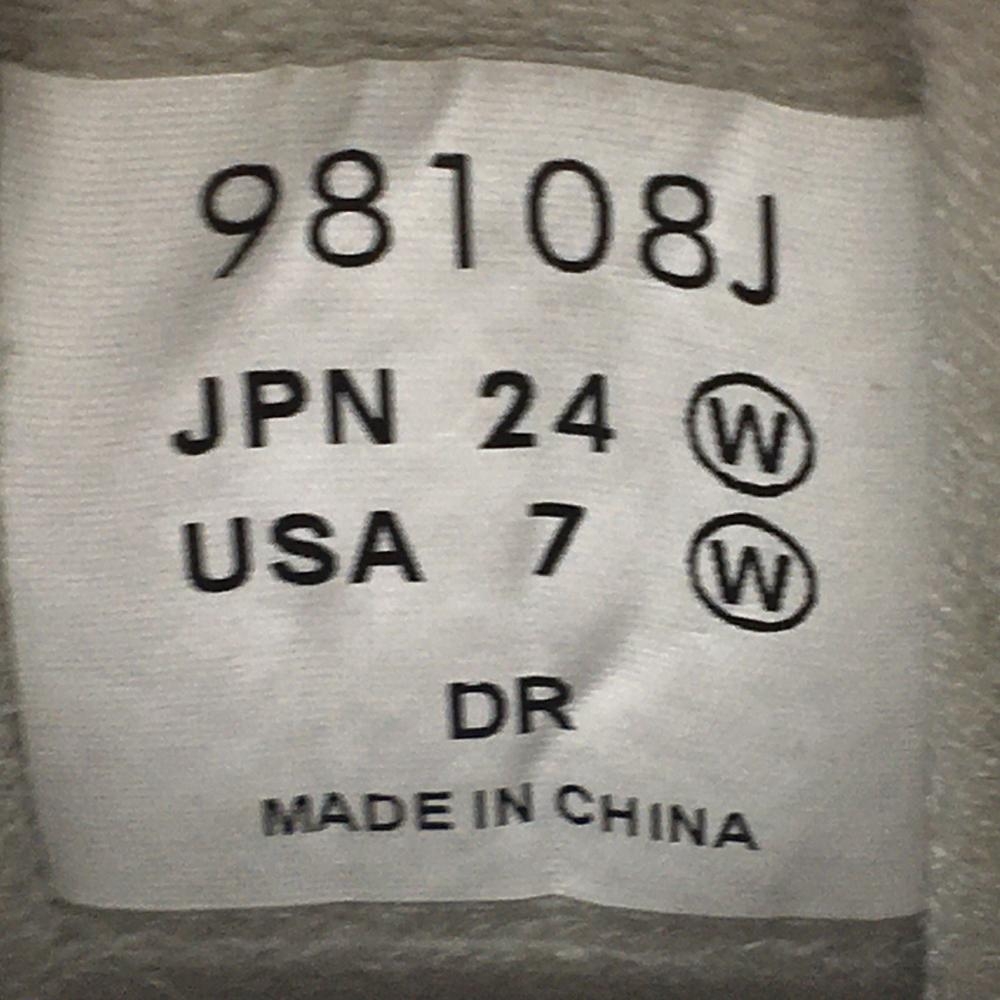 98108J
JPN 24 Ⓦ
USA 7 Ⓦ
DR
MADE IN CHINA